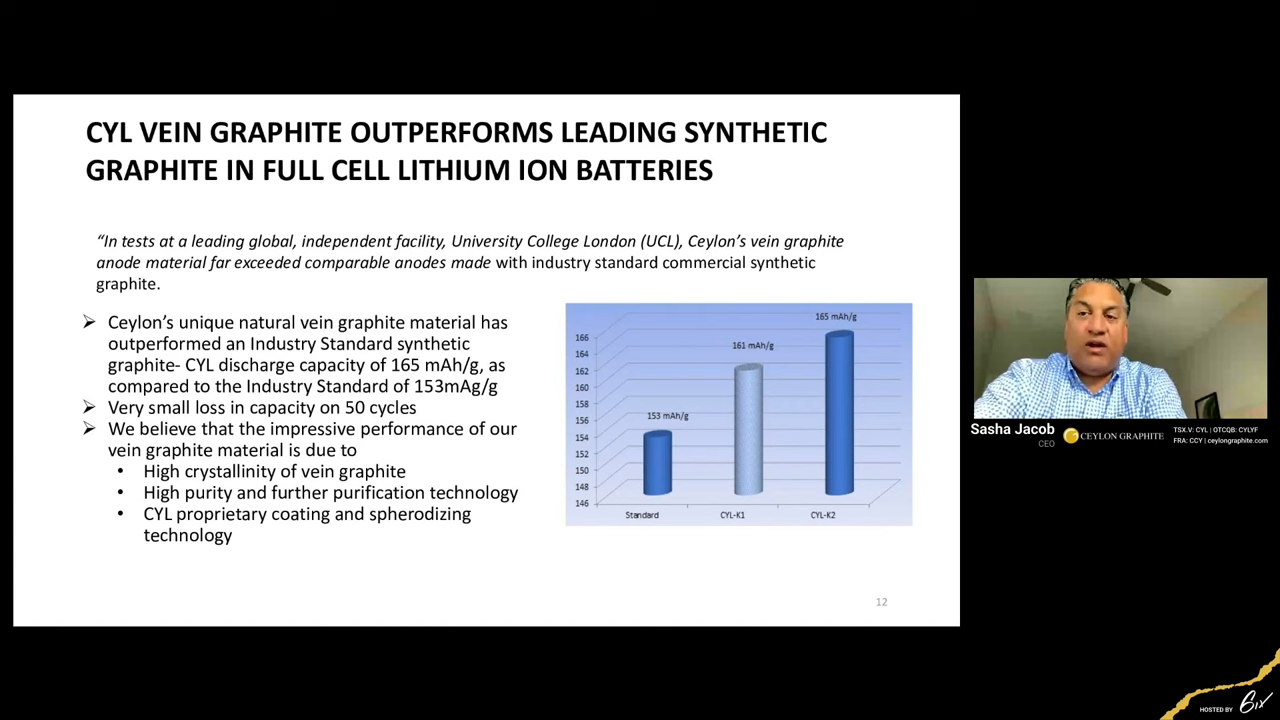 CYL VEIN GRAPHITE OUTPERFORMS LEADING SYNTHETIC
GRAPHITE IN FULL CELL LITHIUM ION BATTERIES
“In tests at a leading global, independent facility, University College London (UCL), Ceylon’s vein graphite
anode material far exceeded comparable anodes made with industry standard commercial synthetic
graphite.
➢ Ceylon’s unique natural vein graphite material has
outperformed an Industry Standard synthetic
graphite- CYL discharge capacity of 165 mAh/g, as
compared to the Industry Standard of 153mAg/g
➢ Very small loss in capacity on 50 cycles
➢ We believe that the impressive performance of our
vein graphite material is due to
• High crystallinity of vein graphite
• High purity and further purification technology
• CYL proprietary coating and spherodizing
technology
165 mAh/g
161 mAh/g
153 mAh/g
166
164
162
160
158
156
154
152
150
148
146
Standard
CYL-K1
CYL-K2
12
Sasha Jacob
CEO
CEYLON GRAPHITE
TSX.V: CYL | OTCQB: CYLYF
FRA: CCY | ceylongraphite.com
HOSTED BY 6ix